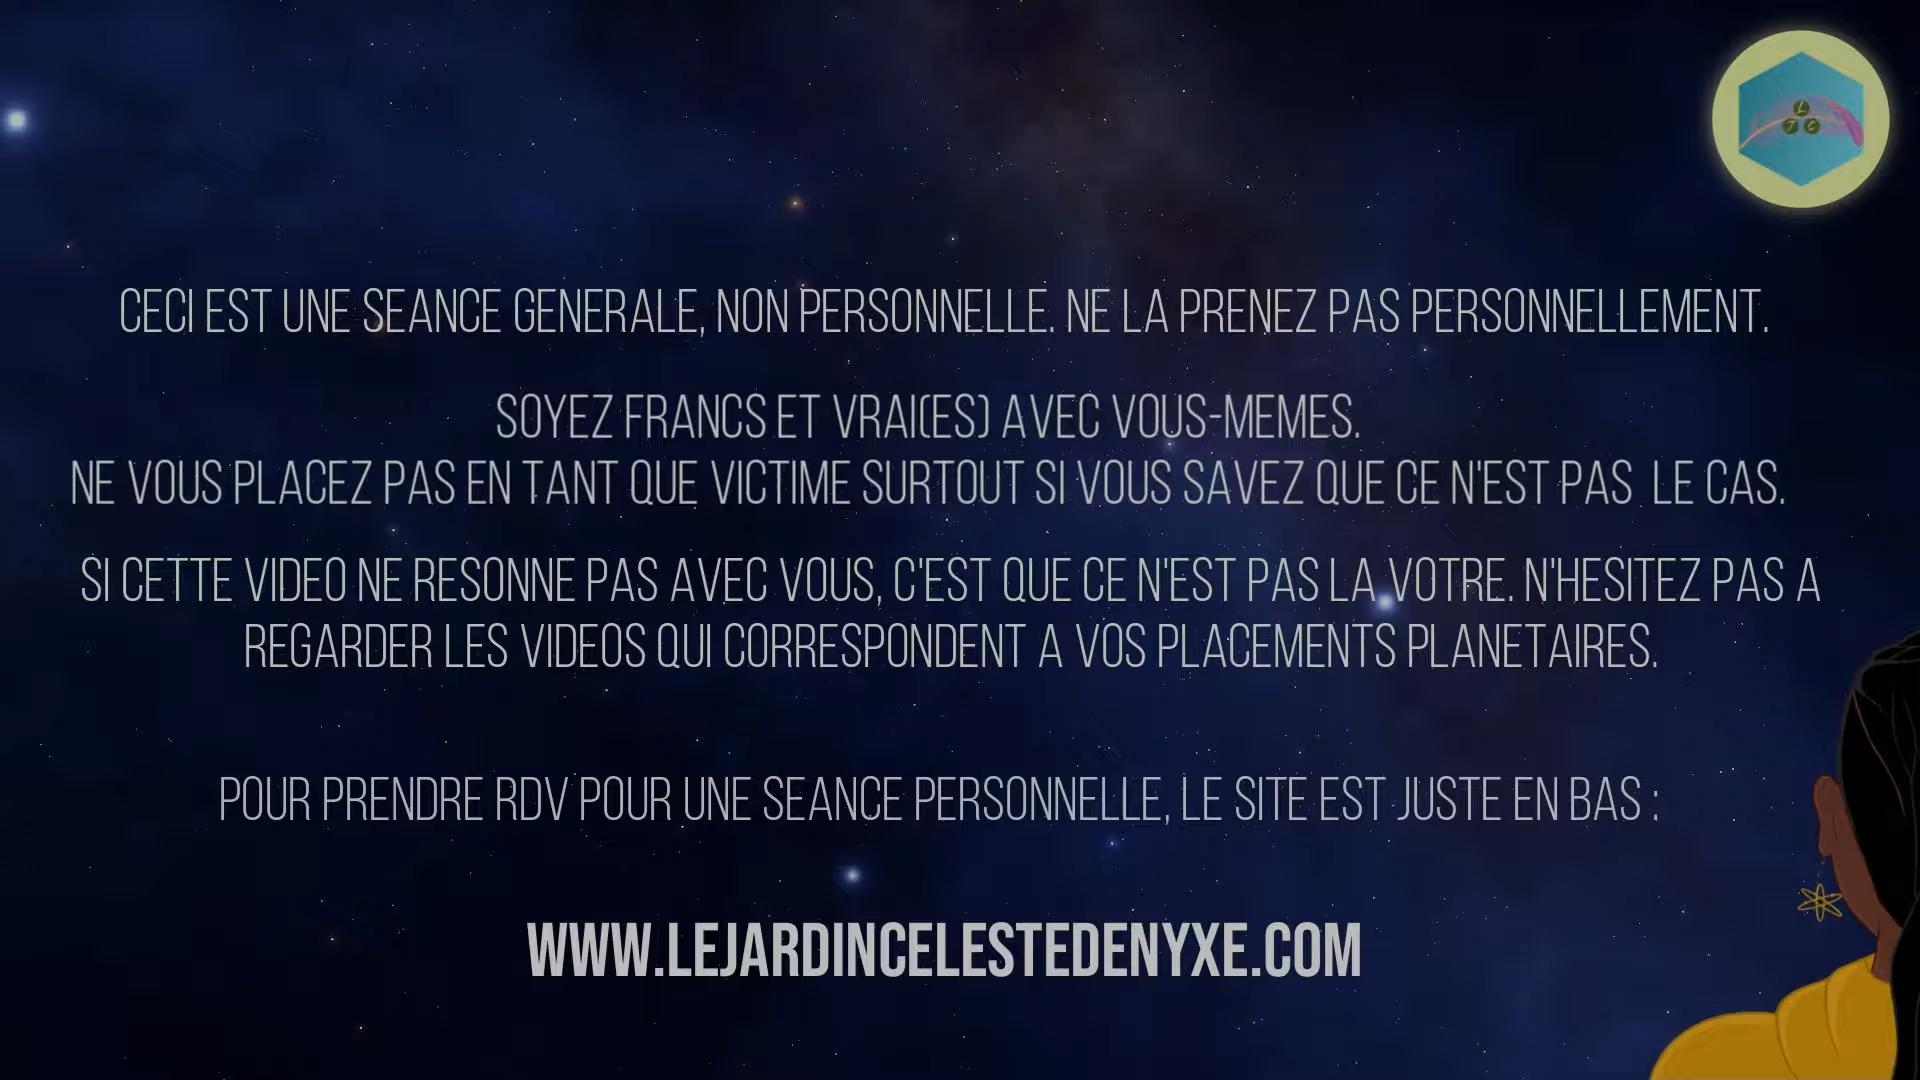 L
J C
CECI EST UNE SEANCE GENERALE, NON PERSONNELLE. NE LA PRENEZ PAS PERSONNELLEMENT.
SOYEZ FRANCS ET VRAI(ES) AVEC VOUS-MEMES.
NE VOUS PLACEZ PAS EN TANT QUE VICTIME SURTOUT SI VOUS SAVEZ QUE CE N'EST PAS LE CAS.
SI CETTE VIDEO NE RESONNE PAS AVEC VOUS, C'EST QUE CE N'EST PAS LA VOTRE. N'HESITEZ PAS A
REGARDER LES VIDEOS QUI CORRESPONDENT A VOS PLACEMENTS PLANETAIRES.
POUR PRENDRE RDV POUR UNE SEANCE PERSONNELLE, LE SITE EST JUSTE EN BAS :
WWW.LEJARDINCELESTEDENYXE.COM